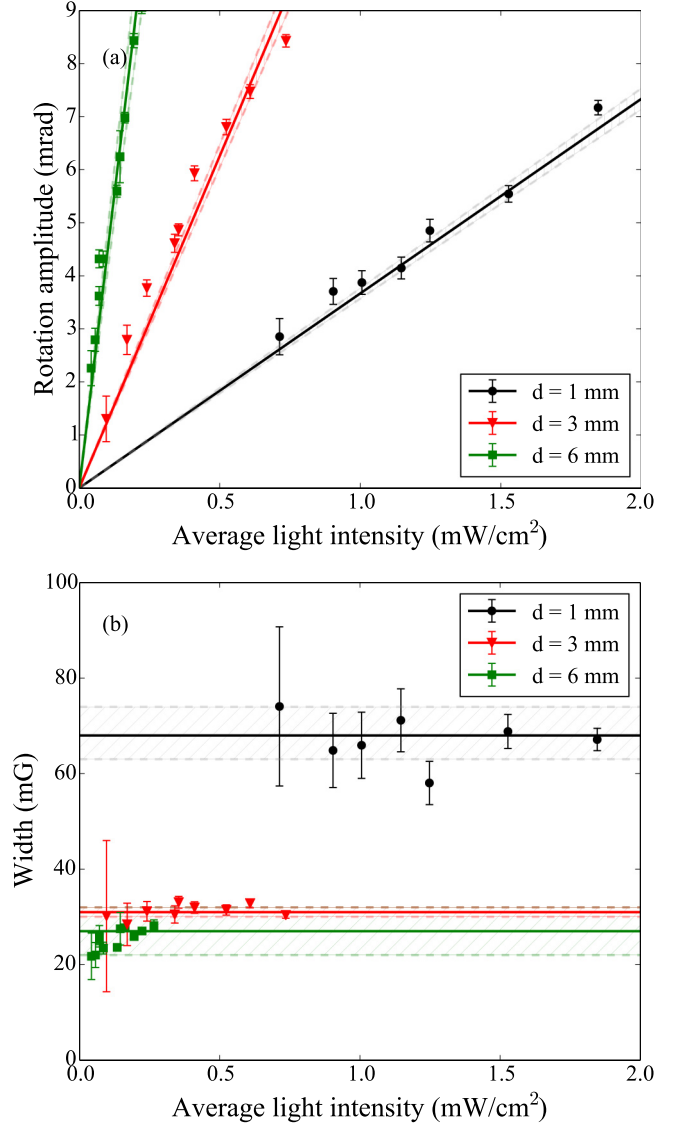 9
8
7
6
5
4
3
2
1
0
Rotation amplitude (mrad)
(a)
d = 1 mm
d = 3 mm
d = 6 mm
0.0 0.5 1.0 1.5 2.0
Average light intensity (mW/cm²)
100
80
60
40
20
0
Width (mG)
(b)
d = 1 mm
d = 3 mm
d = 6 mm
0.0 0.5 1.0 1.5 2.0
Average light intensity (mW/cm²)